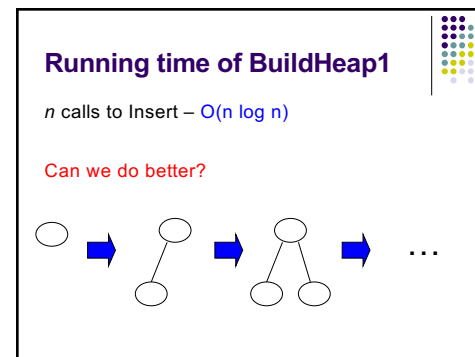 Running time of BuildHeap1
n calls to Insert – O(n log n)
Can we do better?
...